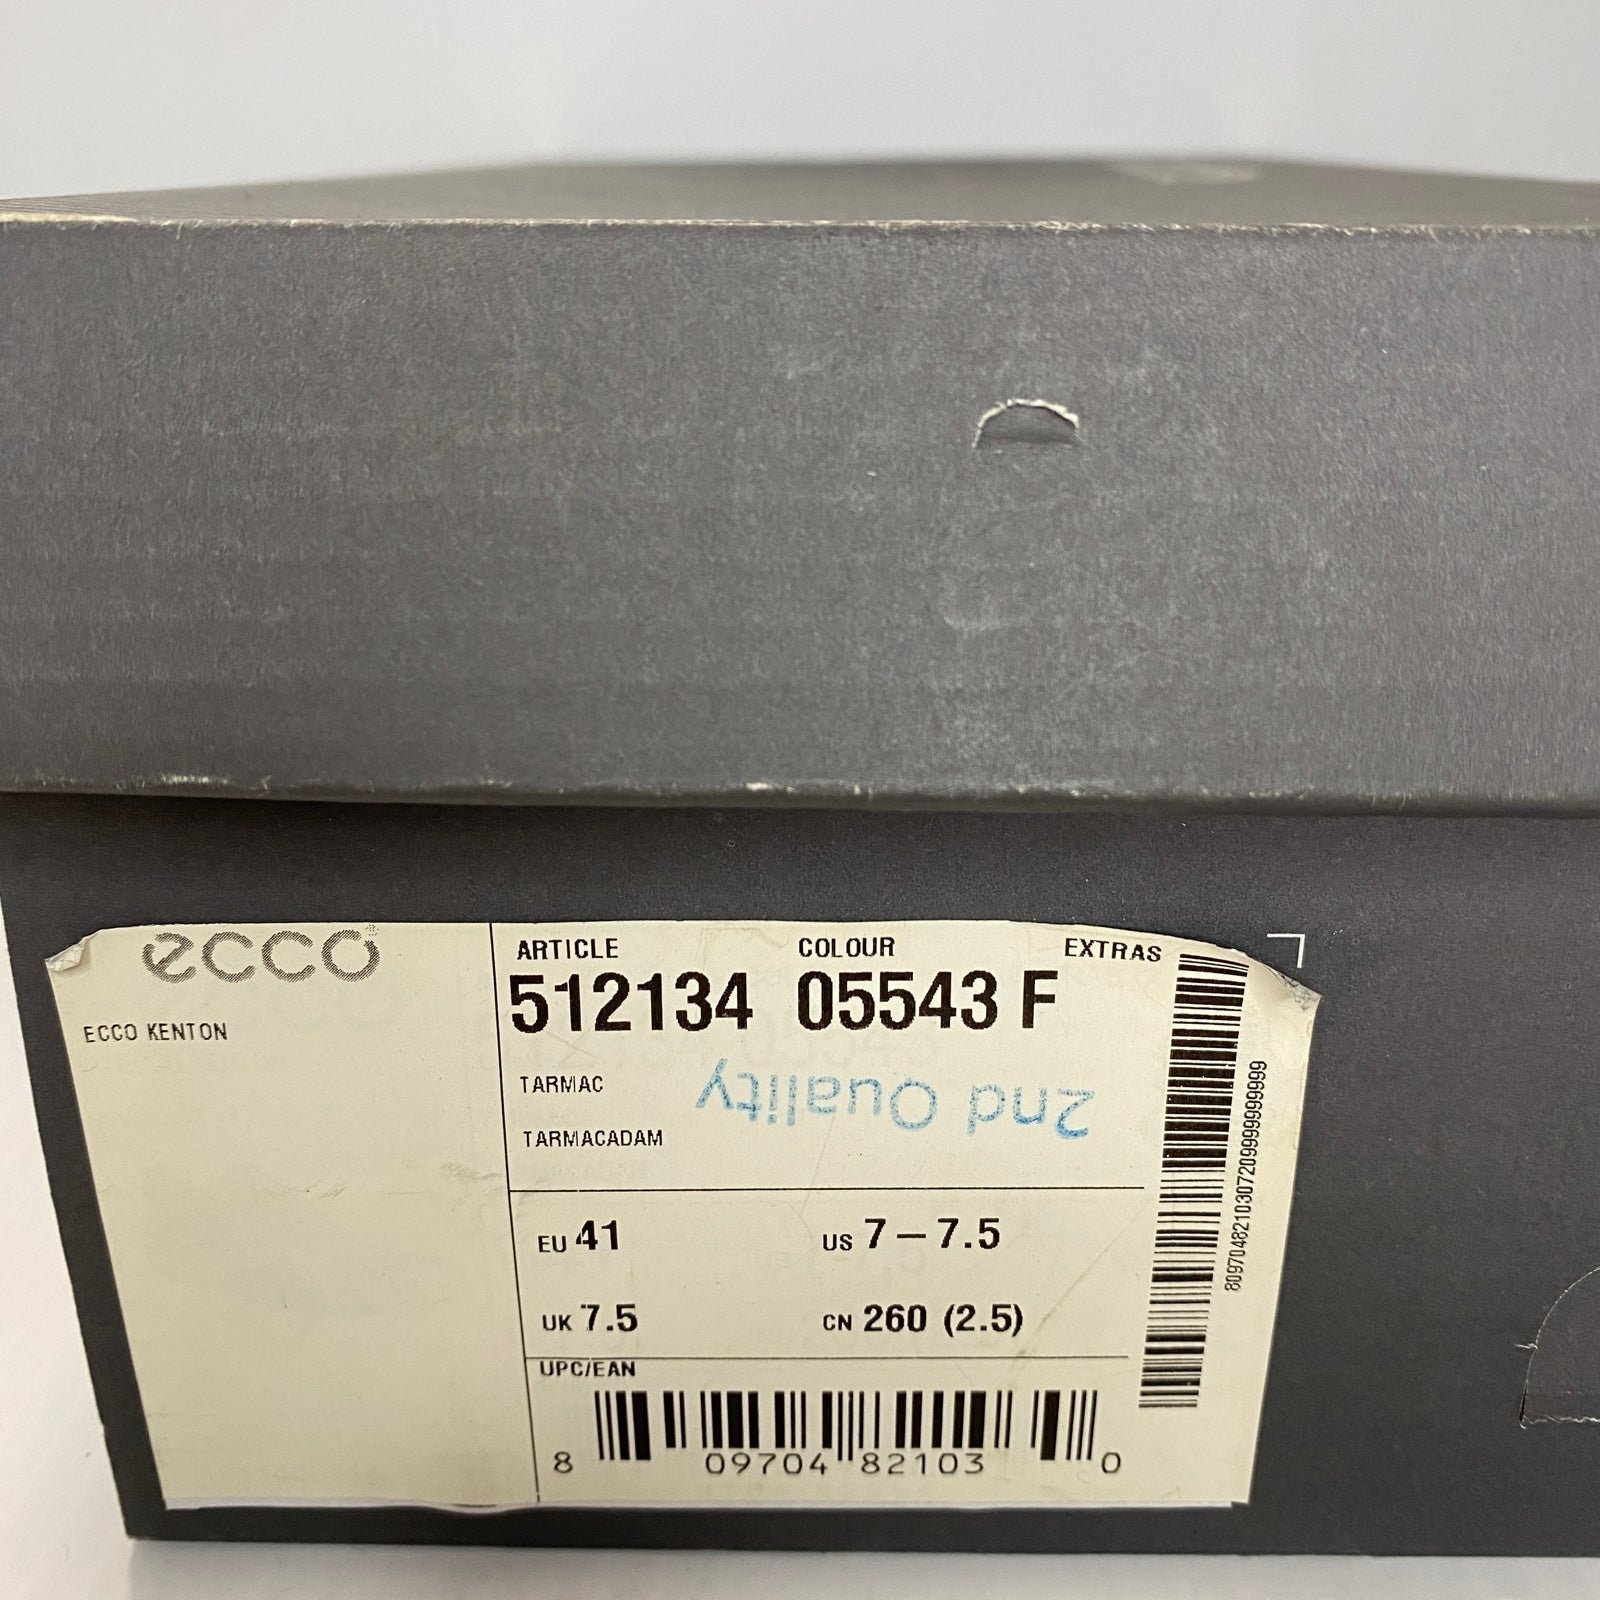 ecco®
ECCO KENTON
ARTICLE COLOUR EXTRAS
512134 05543 F
TARMAC
2nd Quality
TARMACADAM
EU 41 US 7 – 7.5
UK 7.5 CN 260 (2.5)
UPC/EAN
8 09704 82103 0